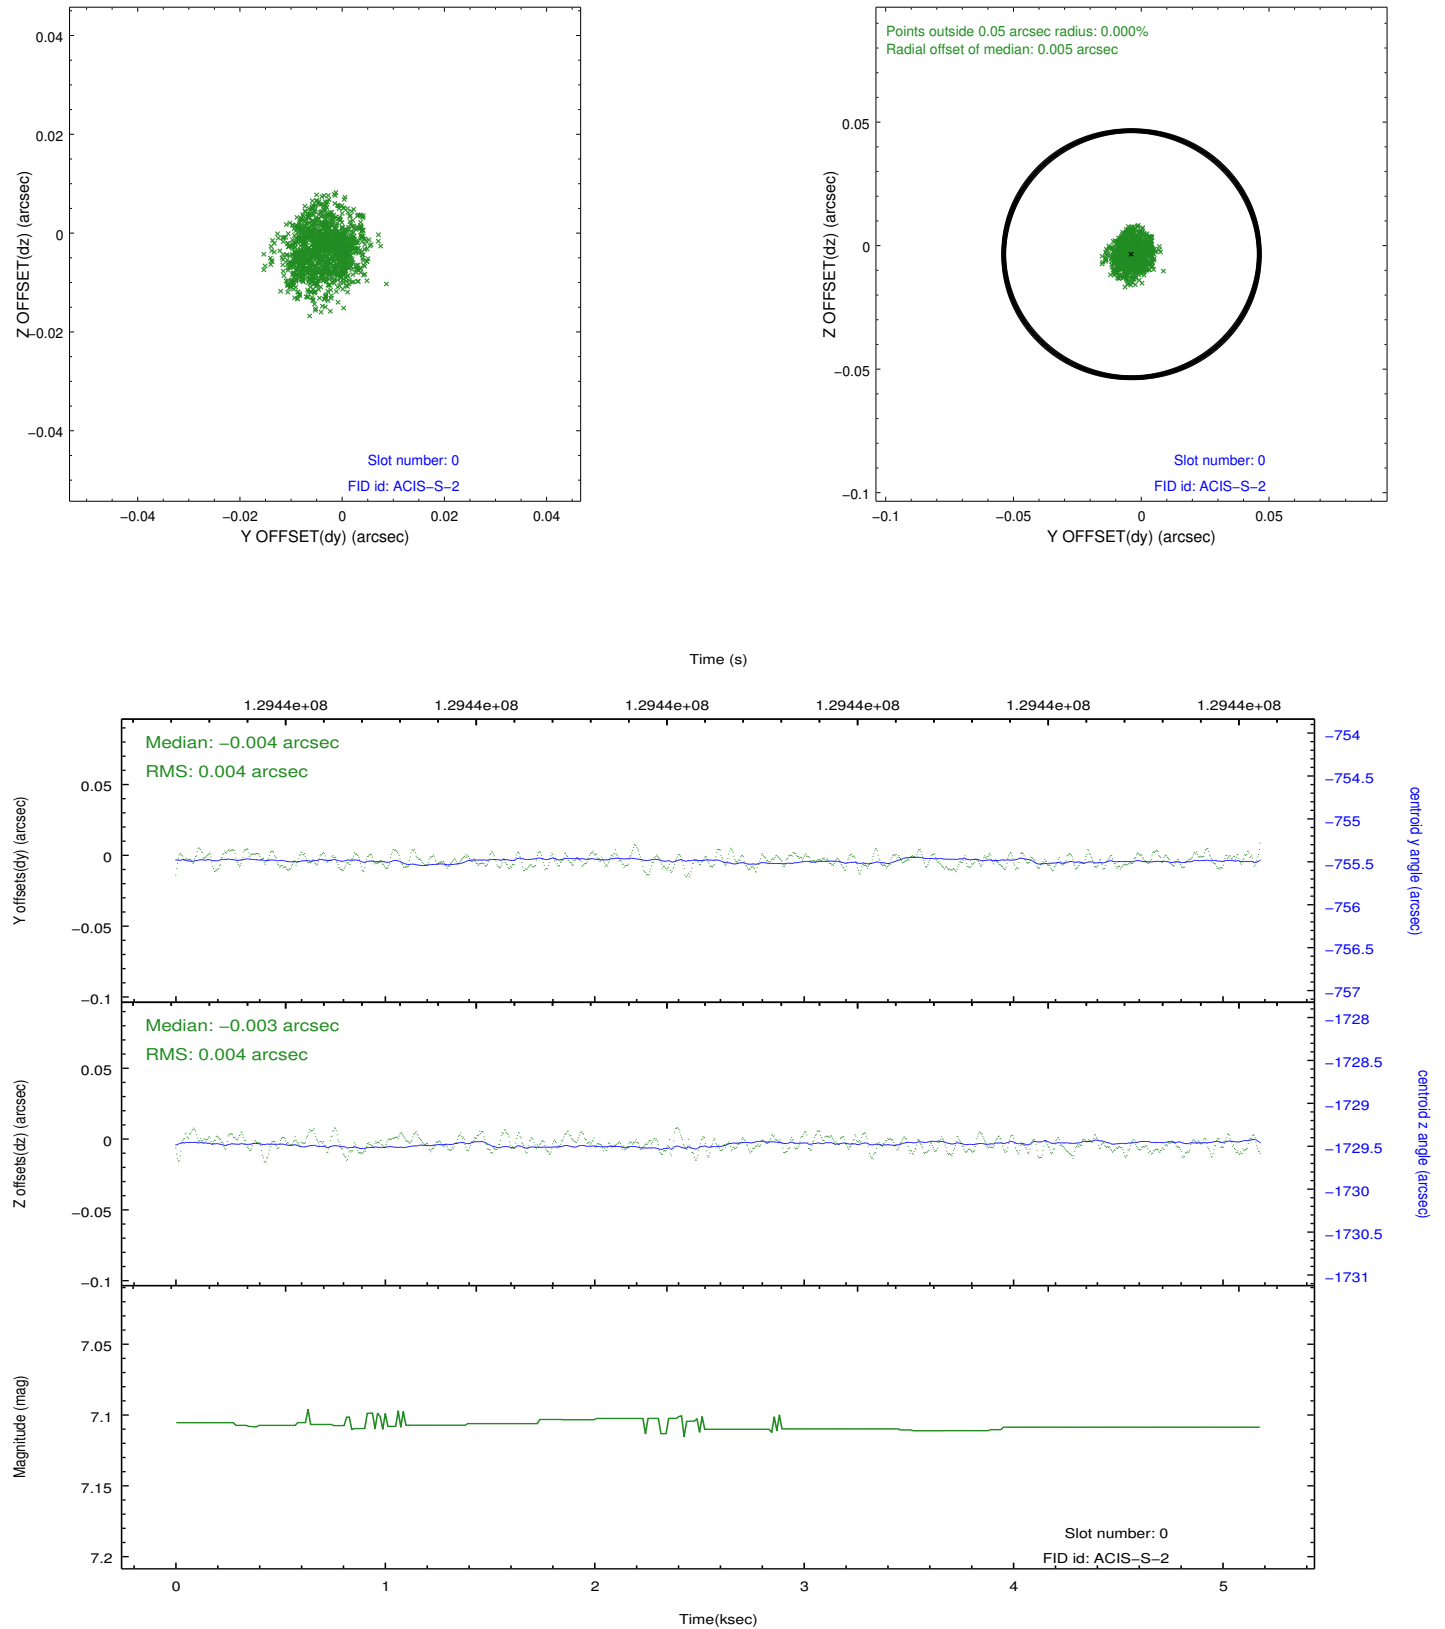 0.04
0.02
0
−0.02
−0.04
Z OFFSET(dz) (arcsec)
Slot number: 0
FID id: ACIS−S−2
−0.04
−0.02
0
0.02
0.04
Y OFFSET(dy) (arcsec)
Points outside 0.05 arcsec radius: 0.000%
Radial offset of median: 0.005 arcsec
0.05
0
−0.05
−0.1
Z OFFSET(dz) (arcsec)
Slot number: 0
FID id: ACIS−S−2
−0.1
−0.05
0
0.05
Y OFFSET(dy) (arcsec)
Time (s)
1.2944e+08
1.2944e+08
1.2944e+08
1.2944e+08
1.2944e+08
1.2944e+08
Median: −0.004 arcsec
RMS: 0.004 arcsec
0.05
0
−0.05
−0.1
Y offsets(dy) (arcsec)
−754
−754.5
−755
−755.5
−756
−756.5
−757
centroid y angle (arcsec)
Median: −0.003 arcsec
RMS: 0.004 arcsec
0.05
0
−0.05
−0.1
Z offsets(dz) (arcsec)
−1728
−1728.5
−1729
−1729.5
−1730
−1730.5
−1731
centroid z angle (arcsec)
7.05
7.1
7.15
7.2
Magnitude (mag)
Slot number: 0
FID id: ACIS−S−2
0
1
2
3
4
5
Time(ksec)